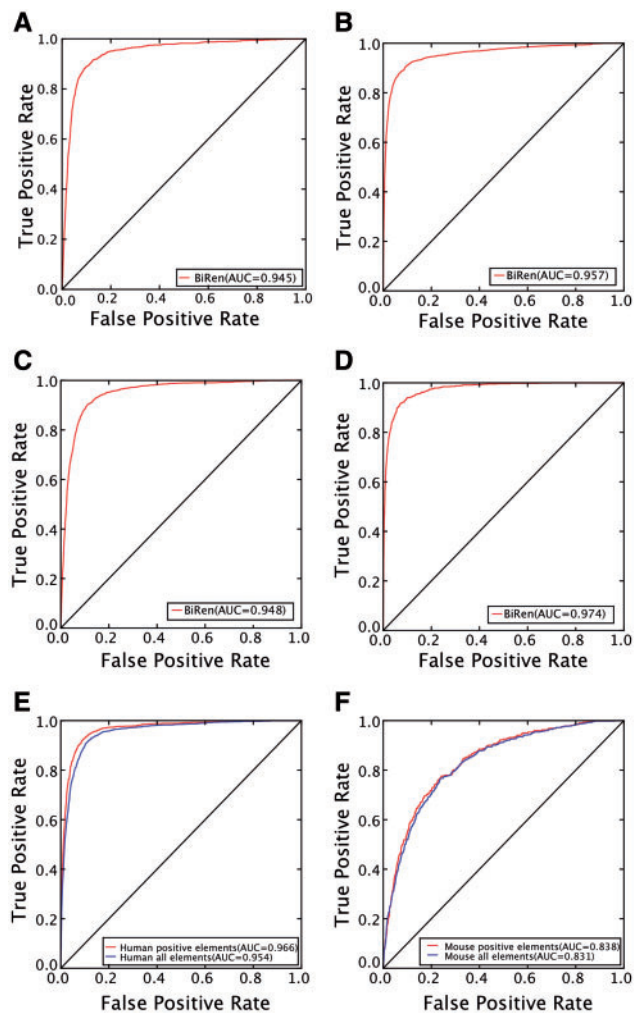 A
True Positive Rate
1.0
0.8
0.6
0.4
0.2
0.0
0.0 0.2 0.4 0.6 0.8 1.0
BiRen(AUC=0.945)
False Positive Rate
B
True Positive Rate
1.0
0.8
0.6
0.4
0.2
0.0
0.0 0.2 0.4 0.6 0.8 1.0
BiRen(AUC=0.957)
False Positive Rate
C
True Positive Rate
1.0
0.8
0.6
0.4
0.2
0.0
0.0 0.2 0.4 0.6 0.8 1.0
BiRen(AUC=0.948)
False Positive Rate
D
True Positive Rate
1.0
0.8
0.6
0.4
0.2
0.0
0.0 0.2 0.4 0.6 0.8 1.0
BiRen(AUC=0.974)
False Positive Rate
E
True Positive Rate
1.0
0.8
0.6
0.4
0.2
0.0
0.0 0.2 0.4 0.6 0.8 1.0
Human positive elements(AUC=0.966)
Human all elements(AUC=0.954)
False Positive Rate
F
True Positive Rate
1.0
0.8
0.6
0.4
0.2
0.0
0.0 0.2 0.4 0.6 0.8 1.0
Mouse positive elements(AUC=0.838)
Mouse all elements(AUC=0.831)
False Positive Rate